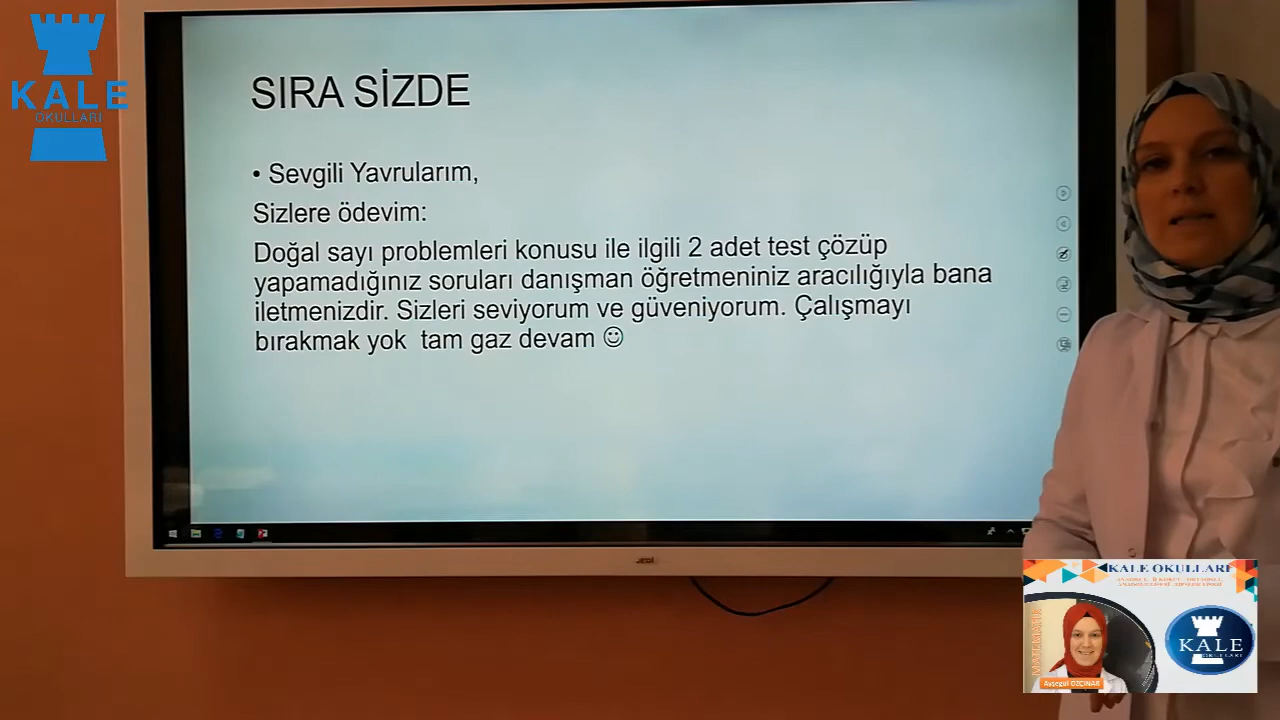 KALE
OKULLARI
SIRA SİZDE
• Sevgili Yavrularım,
Sizlere ödevim:
Doğal sayı problemleri konusu ile ilgili 2 adet test çözüp
yapamadığınız soruları danışman öğretmeniniz aracılığıyla bana
iletmenizdir. Sizleri seviyorum ve güveniyorum. Çalışmayı
bırakmak yok tam gaz devam ☺
KALE OKULLARI
MATEMATİK
KALE
OKULLARI
Ayşegül ÖZÇINAR